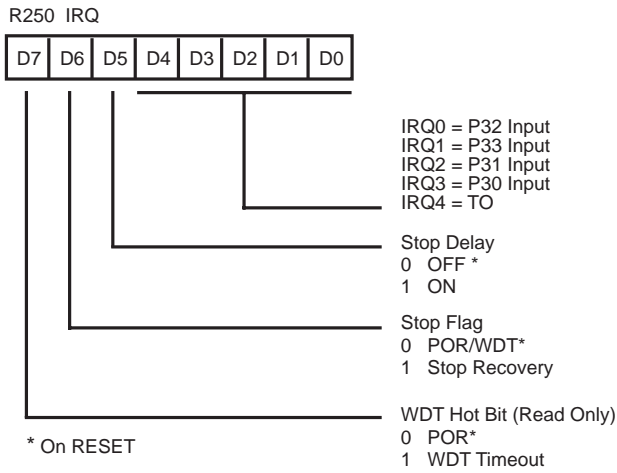 R250 IRQ
D7 D6 D5 D4 D3 D2 D1 D0
IRQ0 = P32 Input
IRQ1 = P33 Input
IRQ2 = P31 Input
IRQ3 = P30 Input
IRQ4 = TO
Stop Delay
0 OFF *
1 ON
Stop Flag
0 POR/WDT*
1 Stop Recovery
WDT Hot Bit (Read Only)
0 POR*
1 WDT Timeout
* On RESET